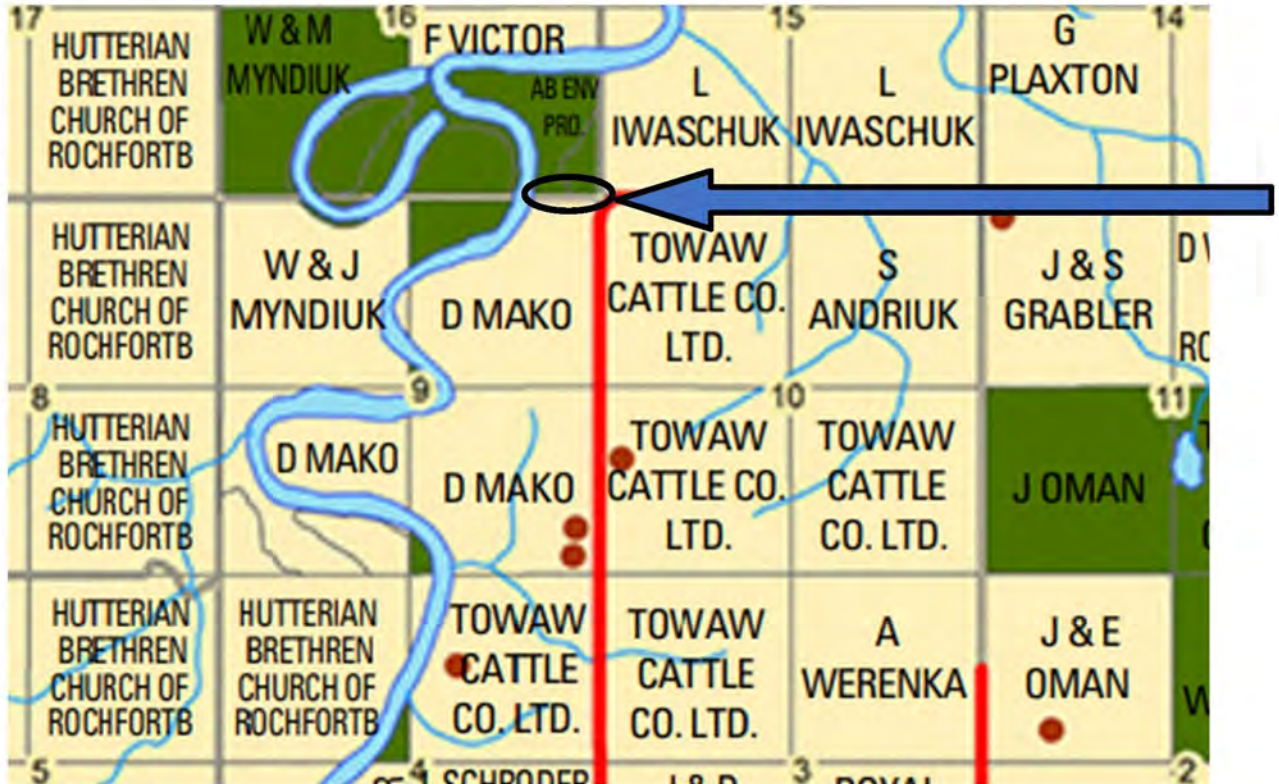 17
16
15
14
HUTTERIAN
BRETHREN
CHURCH OF
ROCHFORTB
W & M
MYNDIUK
F VICTOR
AB ENV
PRO.
L
IWASCHUK
L
IWASCHUK
G
PLAXTON
HUTTERIAN
BRETHREN
CHURCH OF
ROCHFORTB
W & J
MYNDIUK
D MAKO
TOWAW
CATTLE CO.
LTD.
S
ANDRIUK
J & S
GRABLER
D
RO
8
9
10
11
HUTTERIAN
BRETHREN
CHURCH OF
ROCHFORTB
D MAKO
D MAKO
TOWAW
CATTLE CO.
LTD.
TOWAW
CATTLE
CO. LTD.
J OMAN
HUTTERIAN
BRETHREN
CHURCH OF
ROCHFORTB
HUTTERIAN
BRETHREN
CHURCH OF
ROCHFORTB
TOWAW
CATTLE
CO. LTD.
TOWAW
CATTLE
CO. LTD.
A
WERENKA
J & E
OMAN
W
5
4
3
2
SCHRODER
J & D
ROYAL